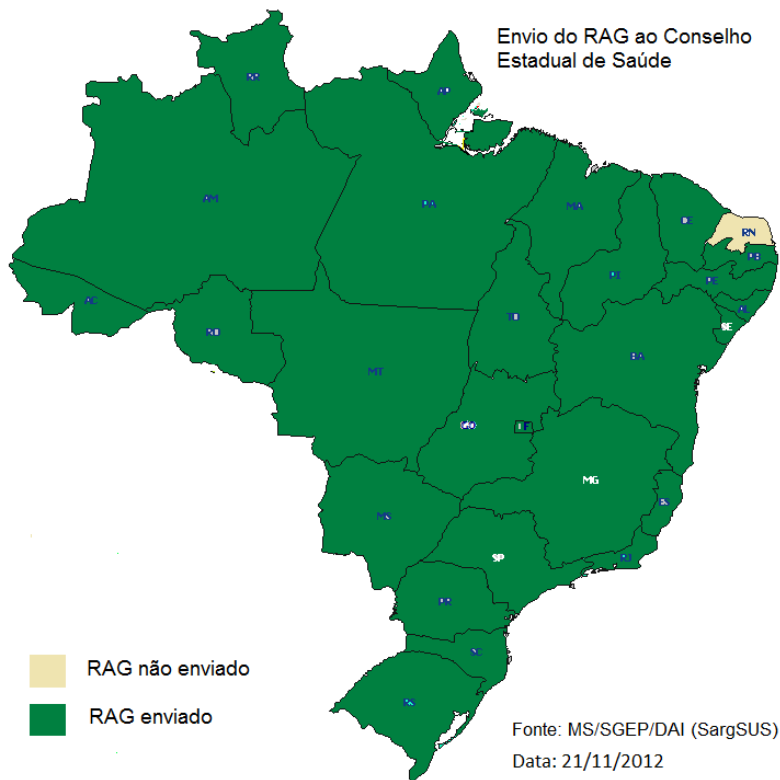 Envio do RAG ao Conselho
Estadual de Saúde
RR
AP
AM
PA
MA
CE
RN
PB
PI
PE
AC
AL
TO
SE
RO
BA
MT
GO
DF
MG
MS
ES
SP
RJ
PR
SC
RS
RAG não enviado
RAG enviado
Fonte: MS/SGEP/DAI (SargSUS)
Data: 21/11/2012